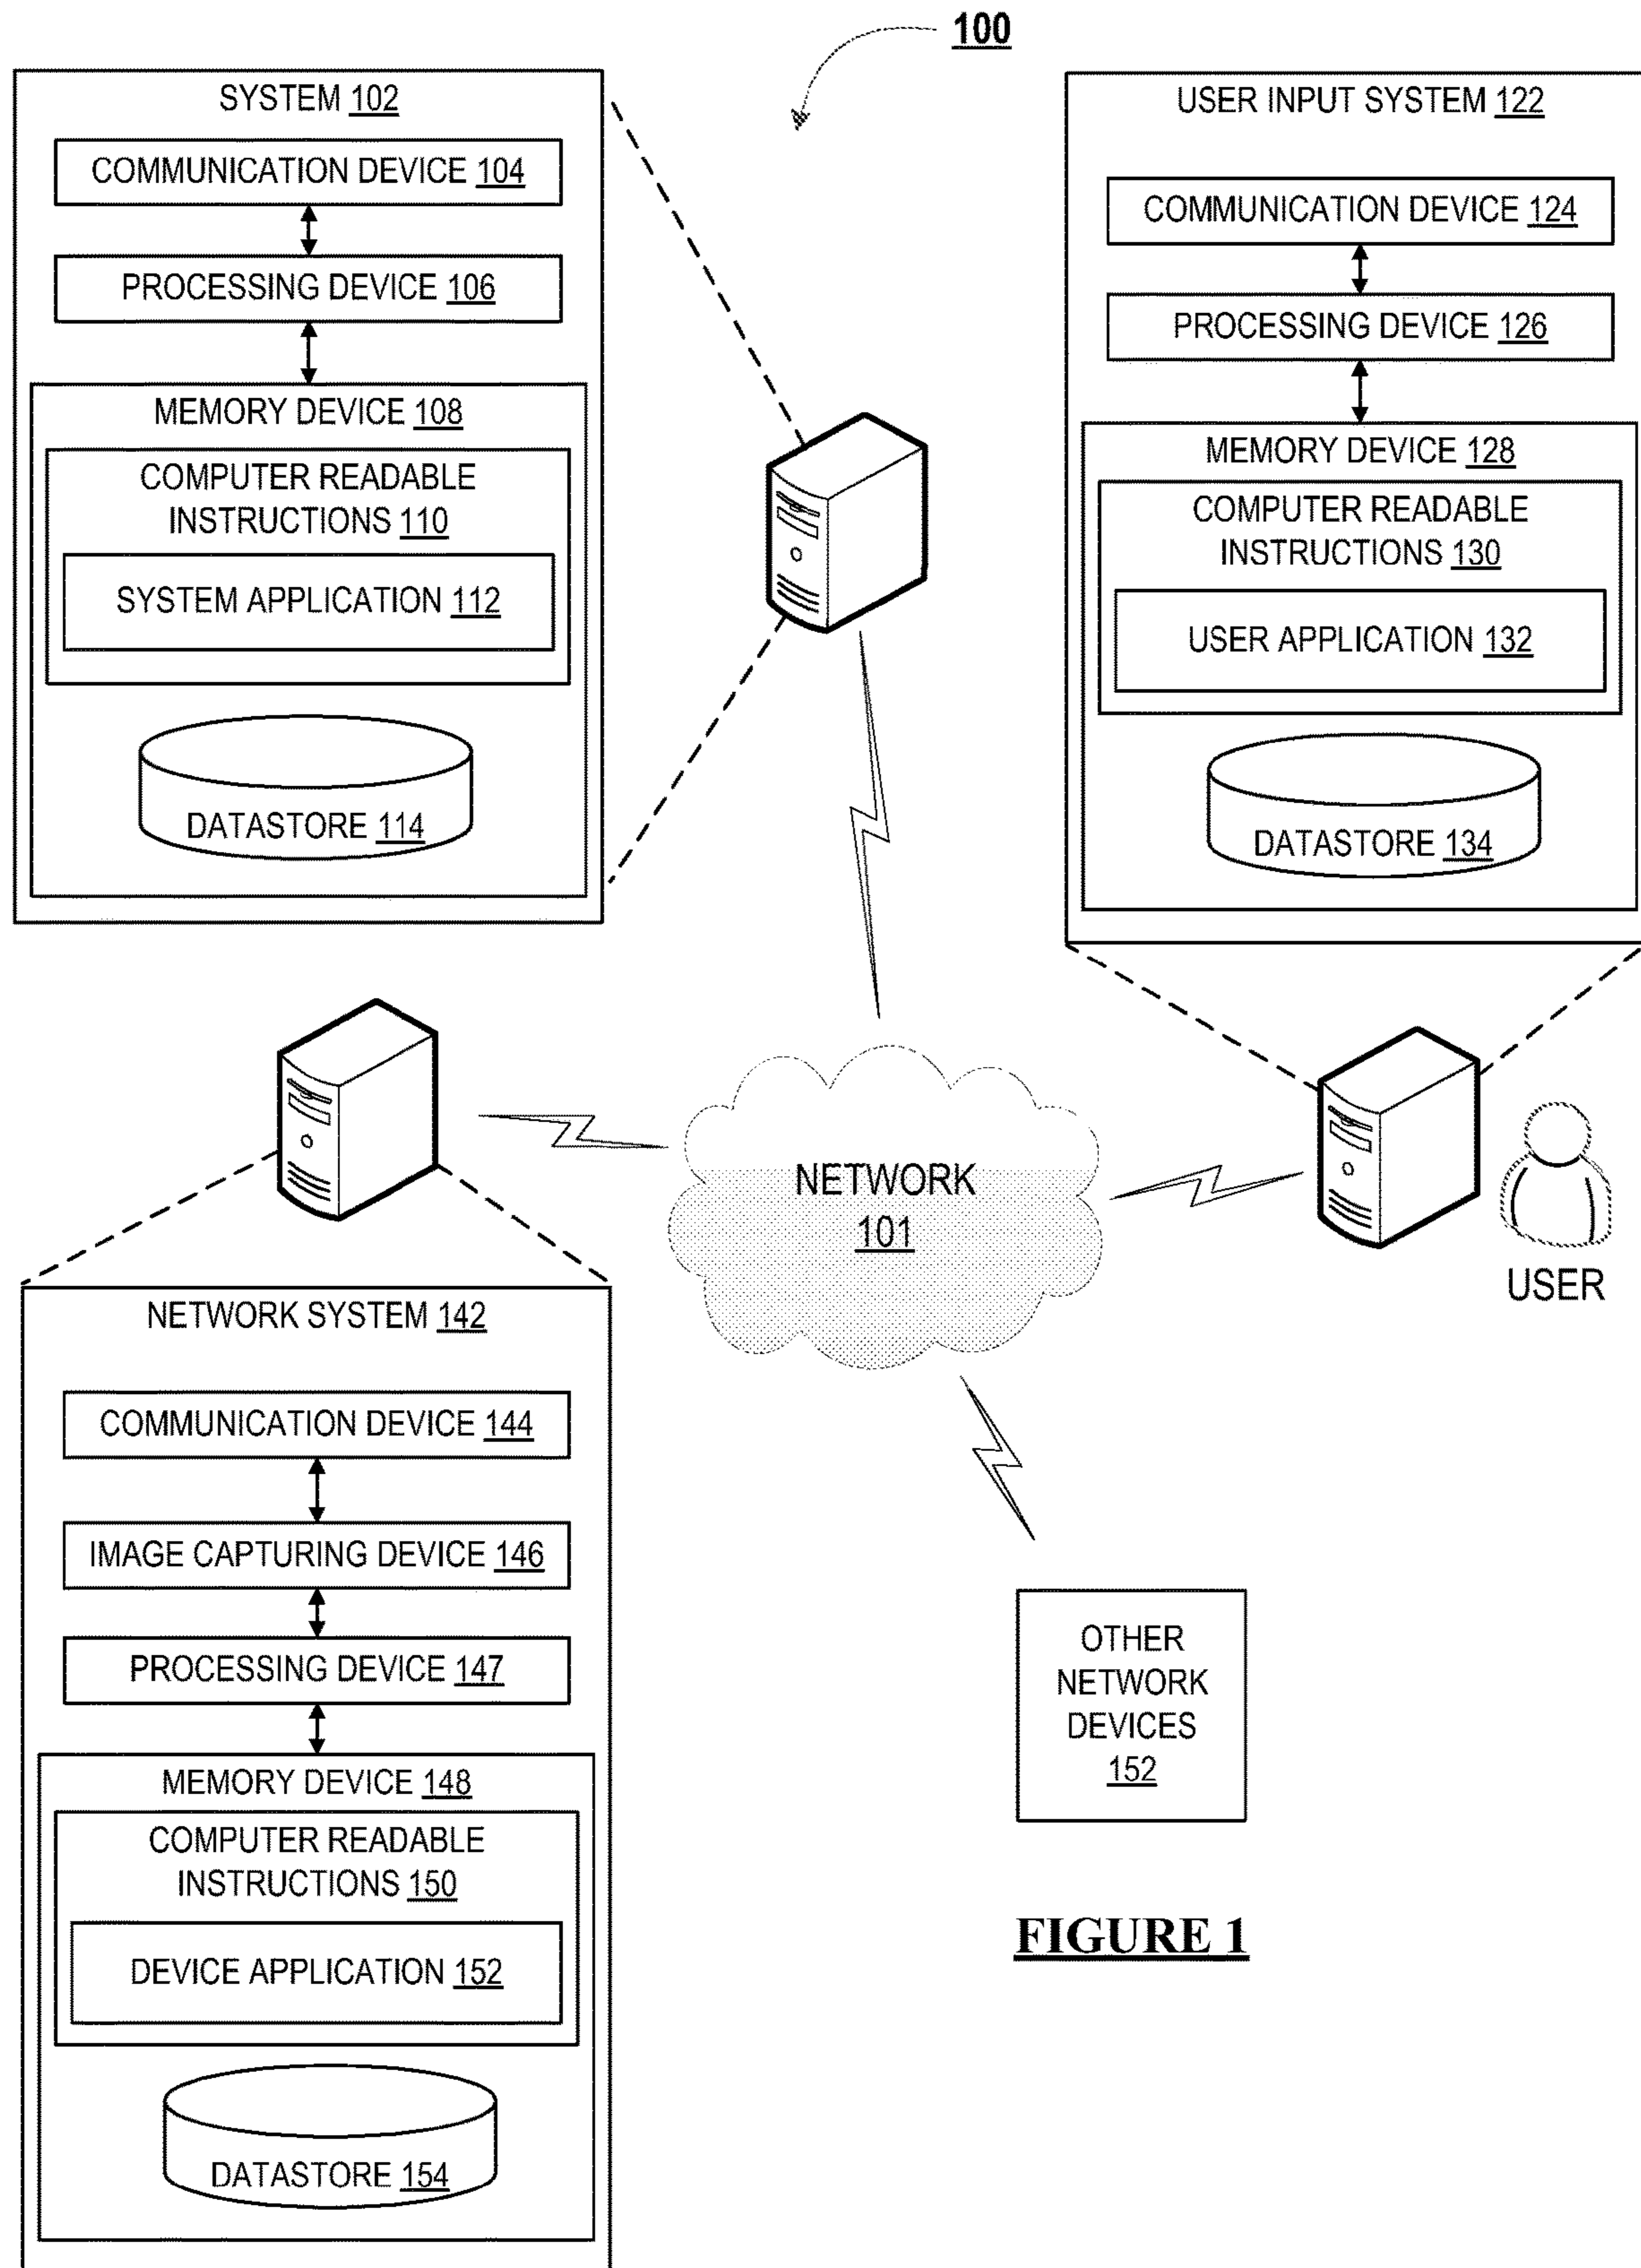 100
SYSTEM 102
COMMUNICATION DEVICE 104
PROCESSING DEVICE 106
MEMORY DEVICE 108
COMPUTER READABLE
INSTRUCTIONS 110
SYSTEM APPLICATION 112
DATASTORE 114
USER INPUT SYSTEM 122
COMMUNICATION DEVICE 124
PROCESSING DEVICE 126
MEMORY DEVICE 128
COMPUTER READABLE
INSTRUCTIONS 130
USER APPLICATION 132
DATASTORE 134
NETWORK
101
USER
NETWORK SYSTEM 142
COMMUNICATION DEVICE 144
IMAGE CAPTURING DEVICE 146
PROCESSING DEVICE 147
MEMORY DEVICE 148
COMPUTER READABLE
INSTRUCTIONS 150
DEVICE APPLICATION 152
DATASTORE 154
OTHER
NETWORK
DEVICES
152
FIGURE 1